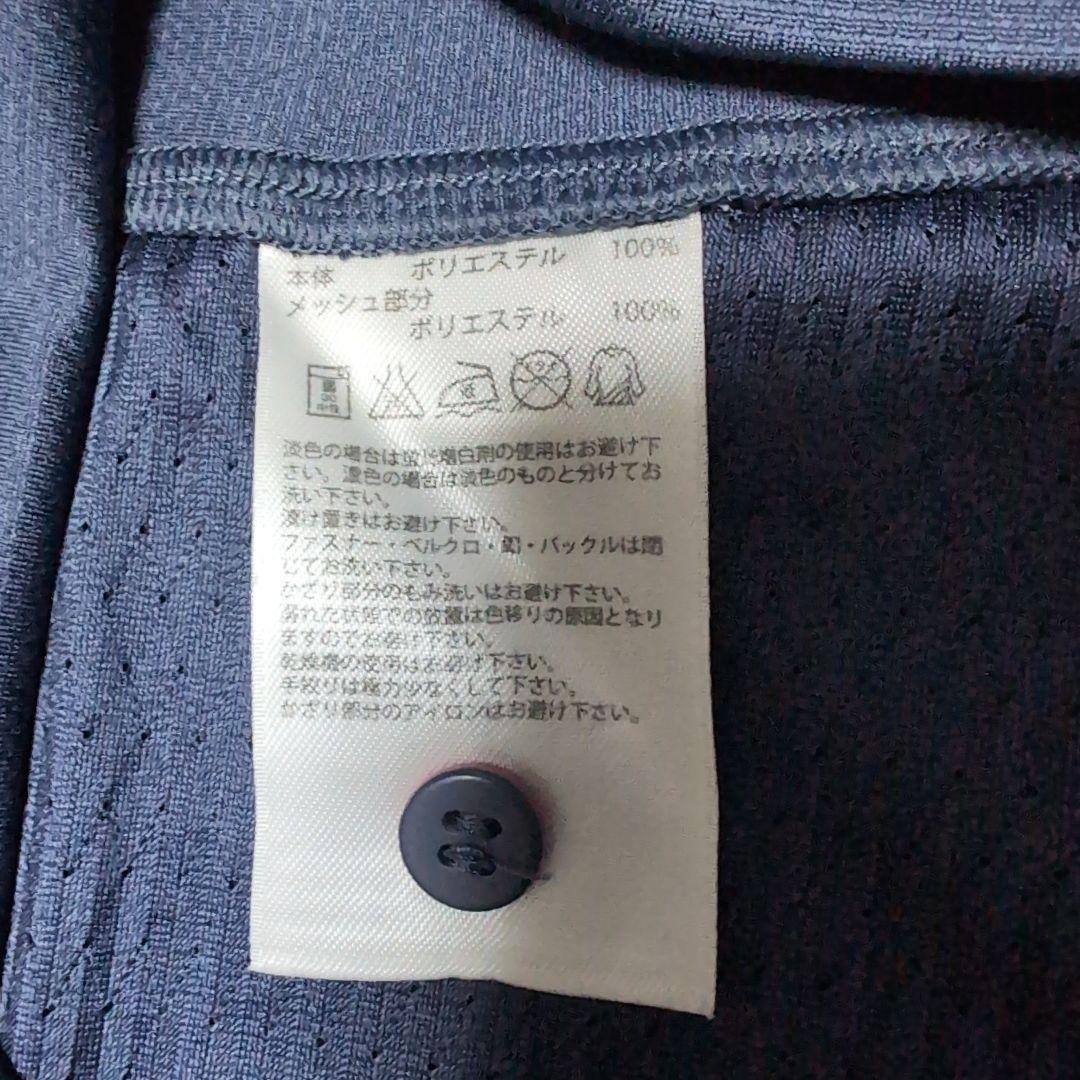 本体 ポリエステル 100%
メッシュ部分
ポリエステル 100%
淡色の場合は蛍光増白剤の使用はお避け下
さい。濃色の場合は淡色のものと分けてお
洗い下さい。
漬け置きはお避け下さい。
ファスナー・ベルクロ・釦・バックルは閉
じてお洗い下さい。
かざり部分のもみ洗いはお避け下さい。
濡れた状態での放置は色移りの原因となり
ますのでお避け下さい。
乾燥機の使用はお避け下さい。
手絞りは極力少なくして下さい。
かざり部分のアイロンはお避け下さい。